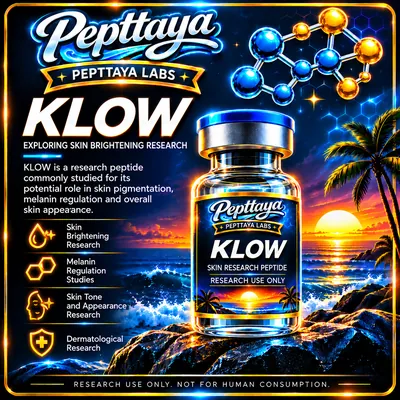 Pepttaya
PEPTTAYA LABS
KLOW
EXPLORING SKIN BRIGHTENING RESEARCH
KLOW is a research peptide
commonly studied for its
potential role in skin pigmentation,
melanin regulation and overall
skin appearance.
Skin
Brightening
Research
Melanin
Regulation
Studies
Skin Tone
and Appearance
Research
Dermatological
Research
Pepttaya
PEPTTAYA LABS
KLOW
SKIN RESEARCH PEPTIDE
RESEARCH USE ONLY
RESEARCH USE ONLY. NOT FOR HUMAN CONSUMPTION.